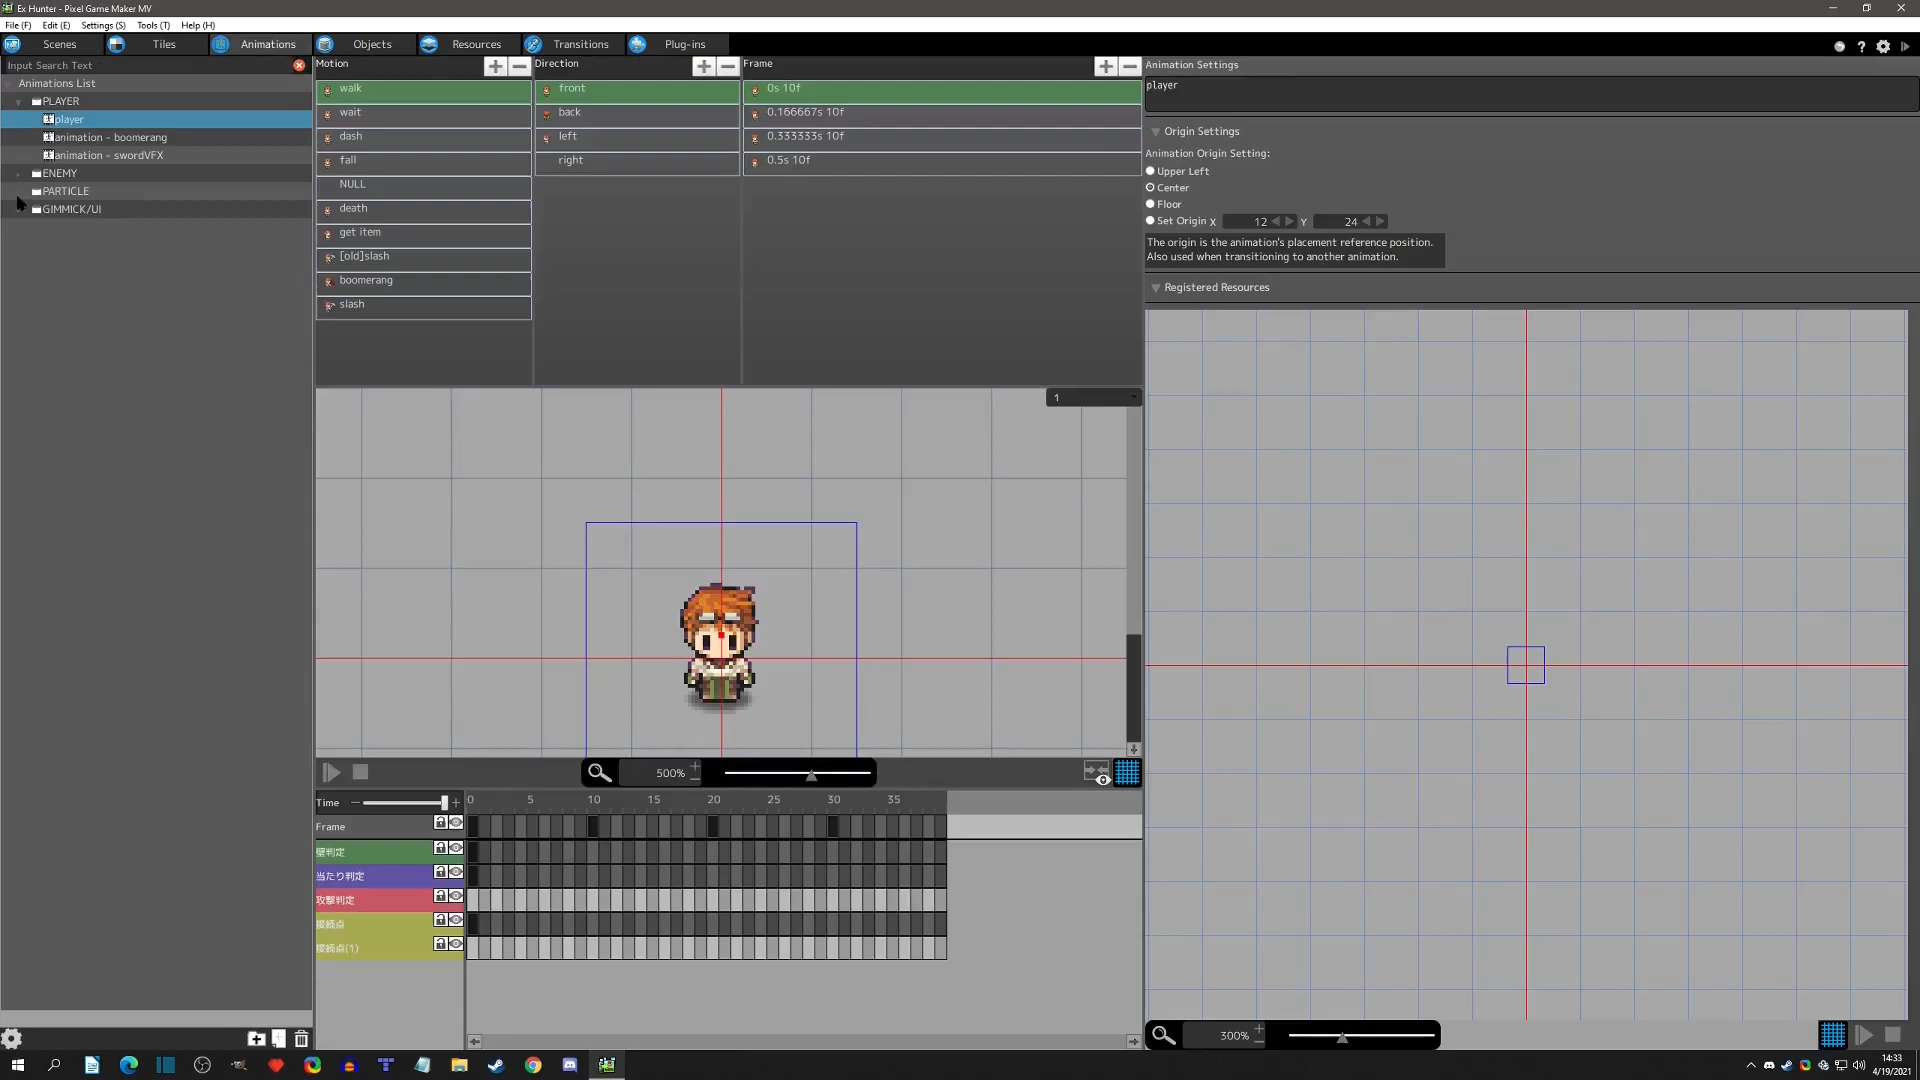 Ex Hunter - Pixel Game Maker MV
File (F) Edit (E) Settings (S) Tools (T) Help (H)
Scenes Tiles Animations Objects Resources Transitions Plug-ins
Input Search Text
Animations List
PLAYER
player
animation - boomerang
animation - swordVFX
ENEMY
PARTICLE
GIMMICK/UI
Motion
walk
wait
dash
fall
NULL
death
get item
[old]slash
boomerang
slash
Direction
front
back
left
right
Frame
0s 10f
0.166667s 10f
0.333333s 10f
0.5s 10f
1
500%
Time 0 5 10 15 20 25 30 35
Frame
壁判定
当たり判定
攻撃判定
接続点
接続点(1)
Animation Settings
player
Origin Settings
Animation Origin Setting:
Upper Left
Center
Floor
Set Origin X 12 Y 24
The origin is the animation's placement reference position.
Also used when transitioning to another animation.
Registered Resources
300%
14:33
4/19/2021